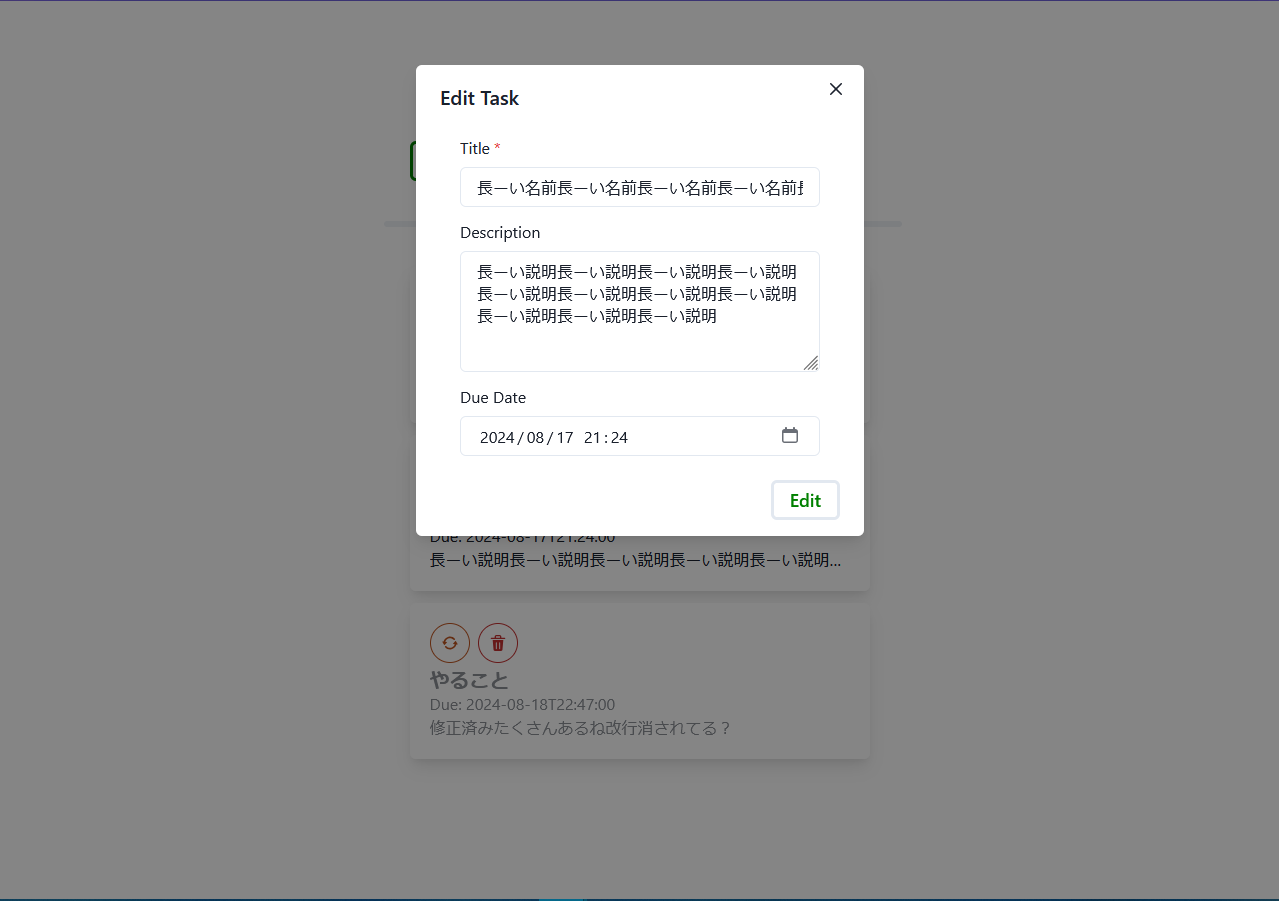 Edit Task
Title *
長ーい名前長ーい名前長ーい名前長ーい名前
Description
長ーい説明長ーい説明長ーい説明長ーい説明
長ーい説明長ーい説明長ーい説明長ーい説明
長ーい説明長ーい説明長ーい説明
Due Date
2024/08/17 21:24
Edit
Due: 2024-08-17T21:24:00
長ーい説明長ーい説明長ーい説明長ーい説明長ーい説明...
やること
Due: 2024-08-18T22:47:00
修正済みたくさんあるね改行消されてる？